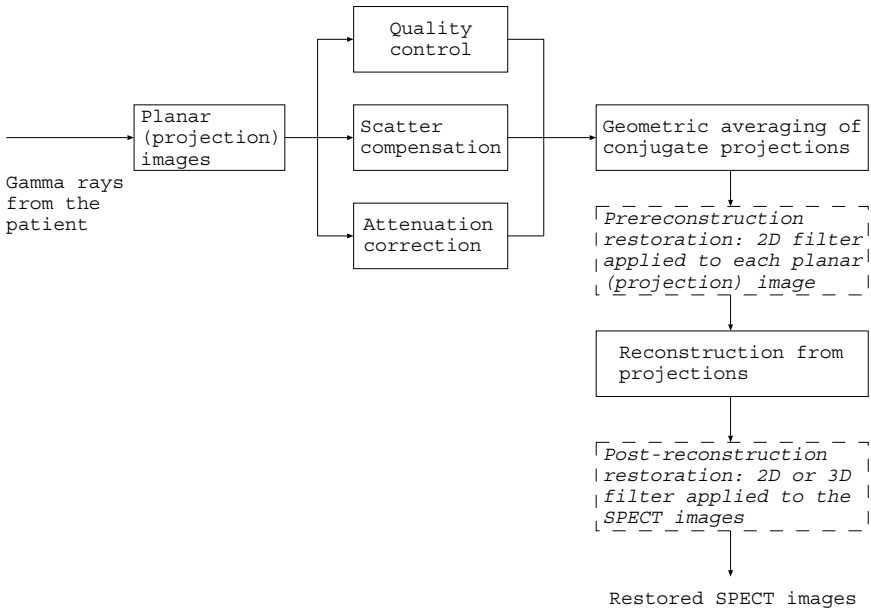 Gamma rays
from the
patient
Planar
(projection)
images
Quality
control
Scatter
compensation
Attenuation
correction
Geometric averaging of
conjugate projections
Prereconstruction
restoration: 2D filter
applied to each planar
(projection) image
Reconstruction from
projections
Post-reconstruction
restoration: 2D or 3D
filter applied to the
SPECT images
Restored SPECT images